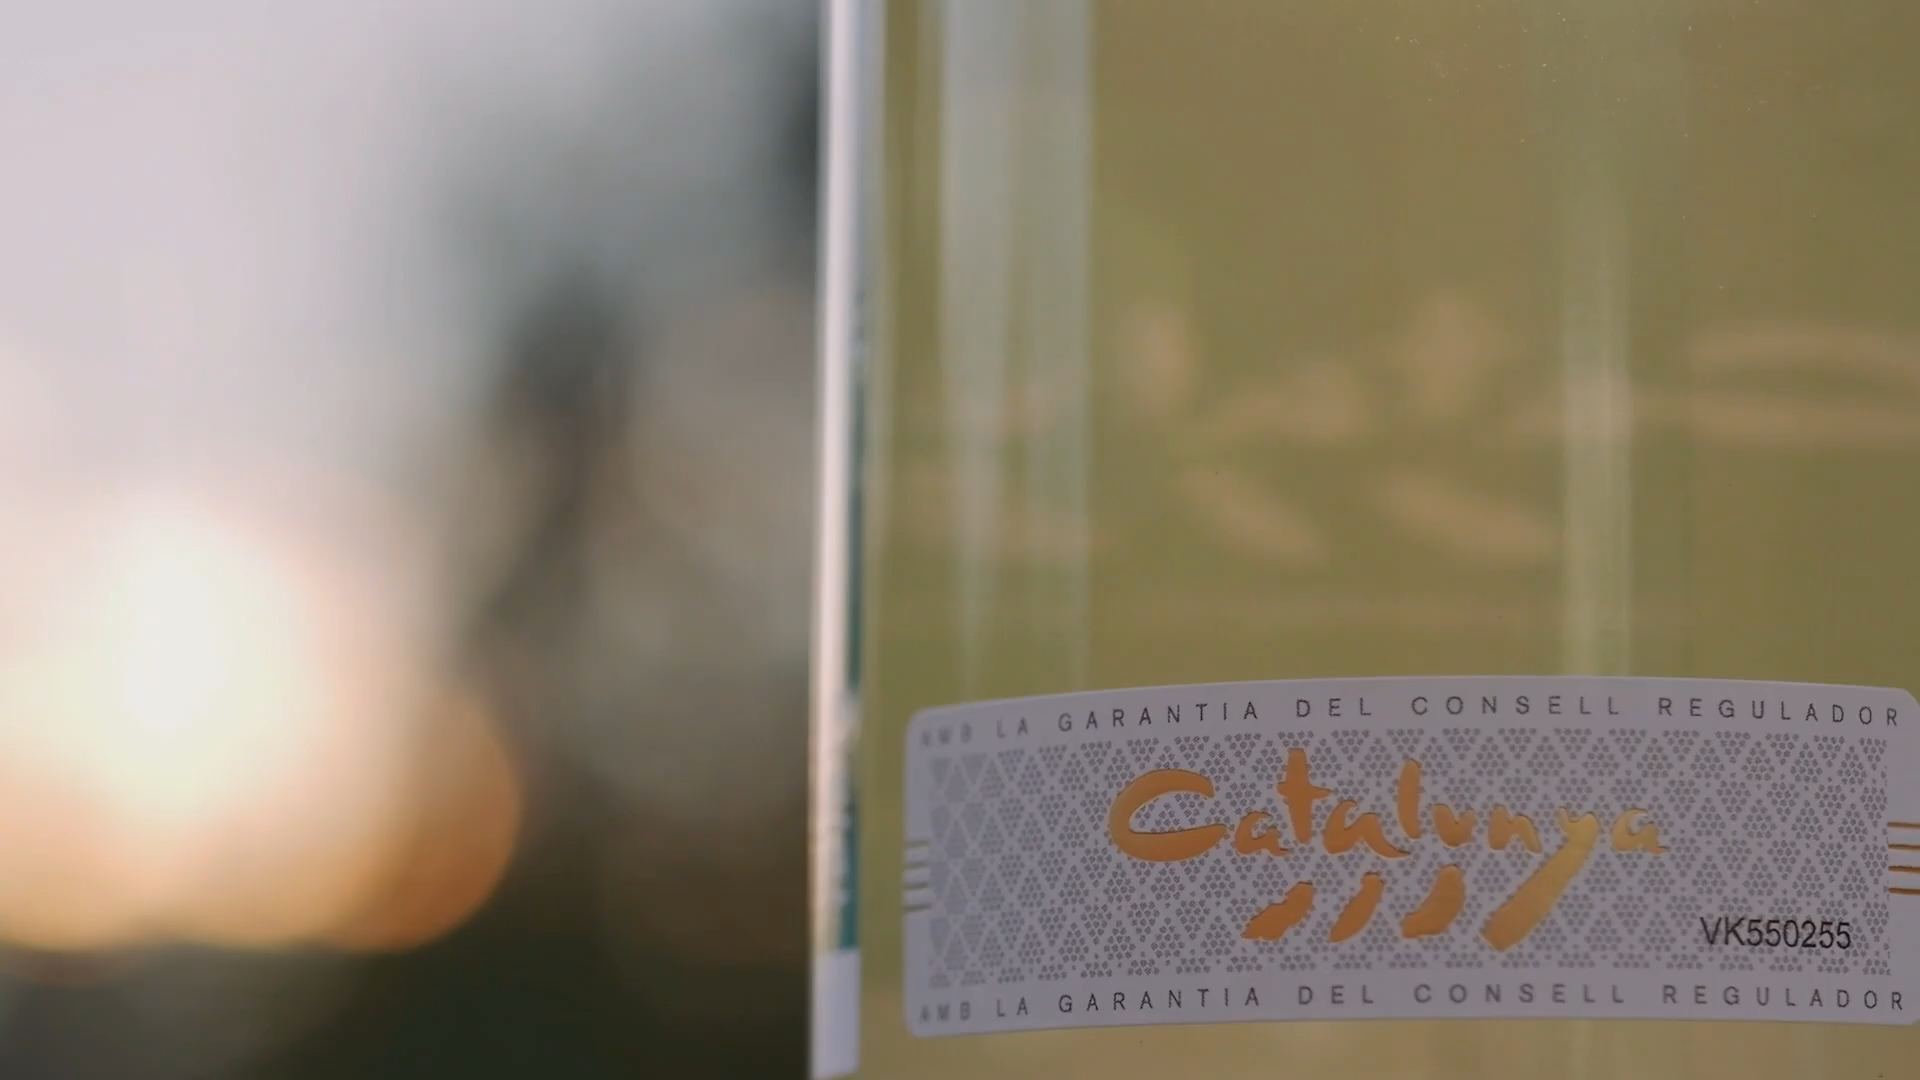 AMB LA GARANTIA DEL CONSELL REGULADOR
Catalunya
VK550255
AMB LA GARANTIA DEL CONSELL REGULADOR